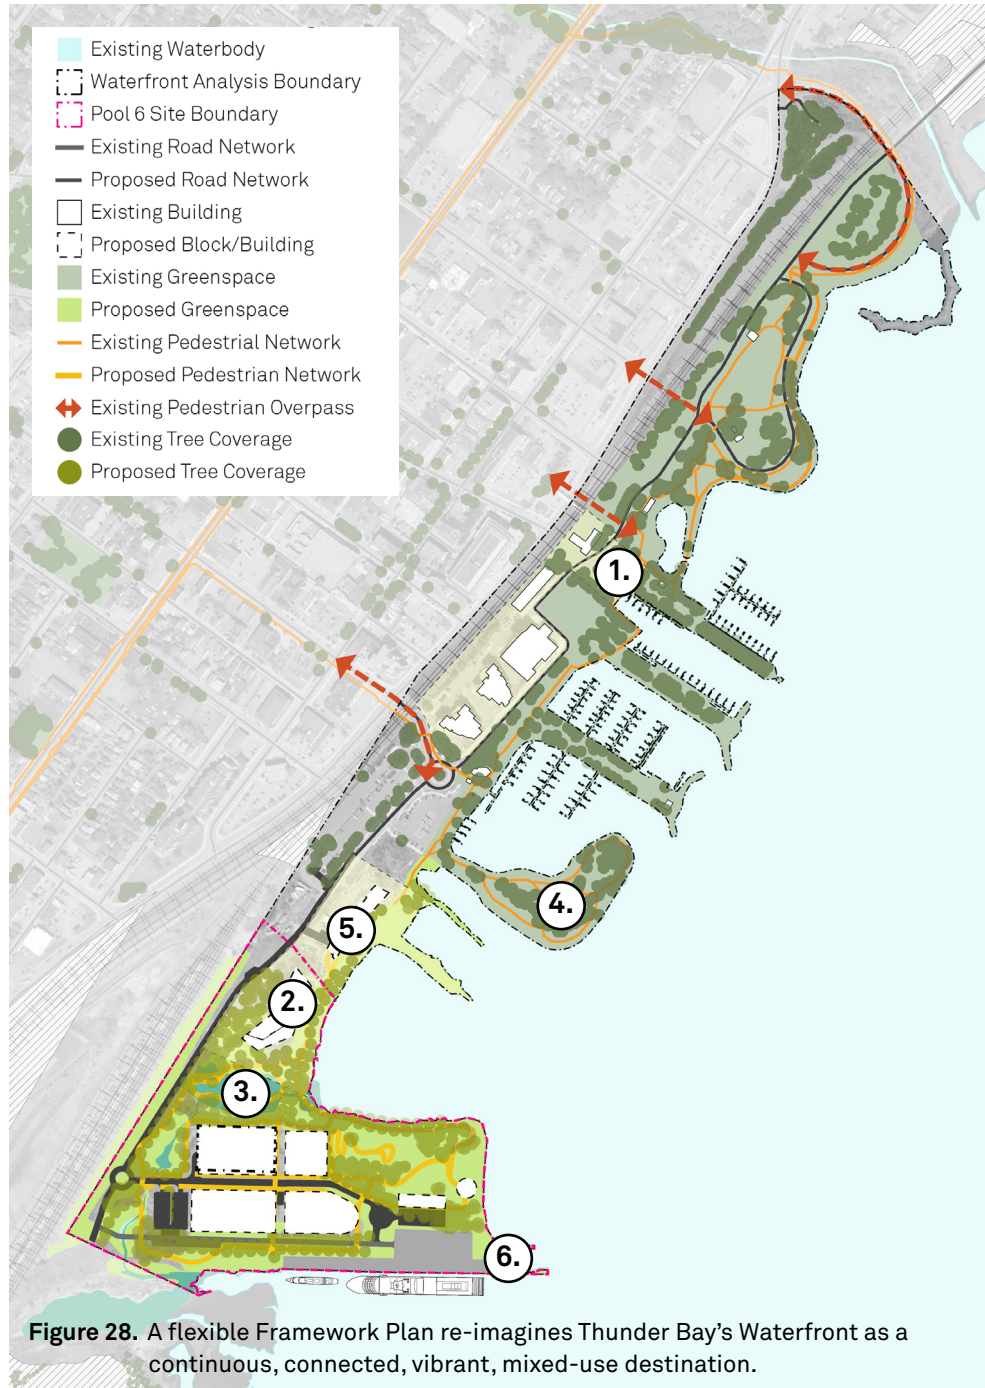 Existing Waterbody
Waterfront Analysis Boundary
Pool 6 Site Boundary
Existing Road Network
Proposed Road Network
Existing Building
Proposed Block/Building
Existing Greenspace
Proposed Greenspace
Existing Pedestrial Network
Proposed Pedestrian Network
Existing Pedestrian Overpass
Existing Tree Coverage
Proposed Tree Coverage
1.
4.
5.
2.
3.
6.
Figure 28. A flexible Framework Plan re-imagines Thunder Bay's Waterfront as a
continuous, connected, vibrant, mixed-use destination.